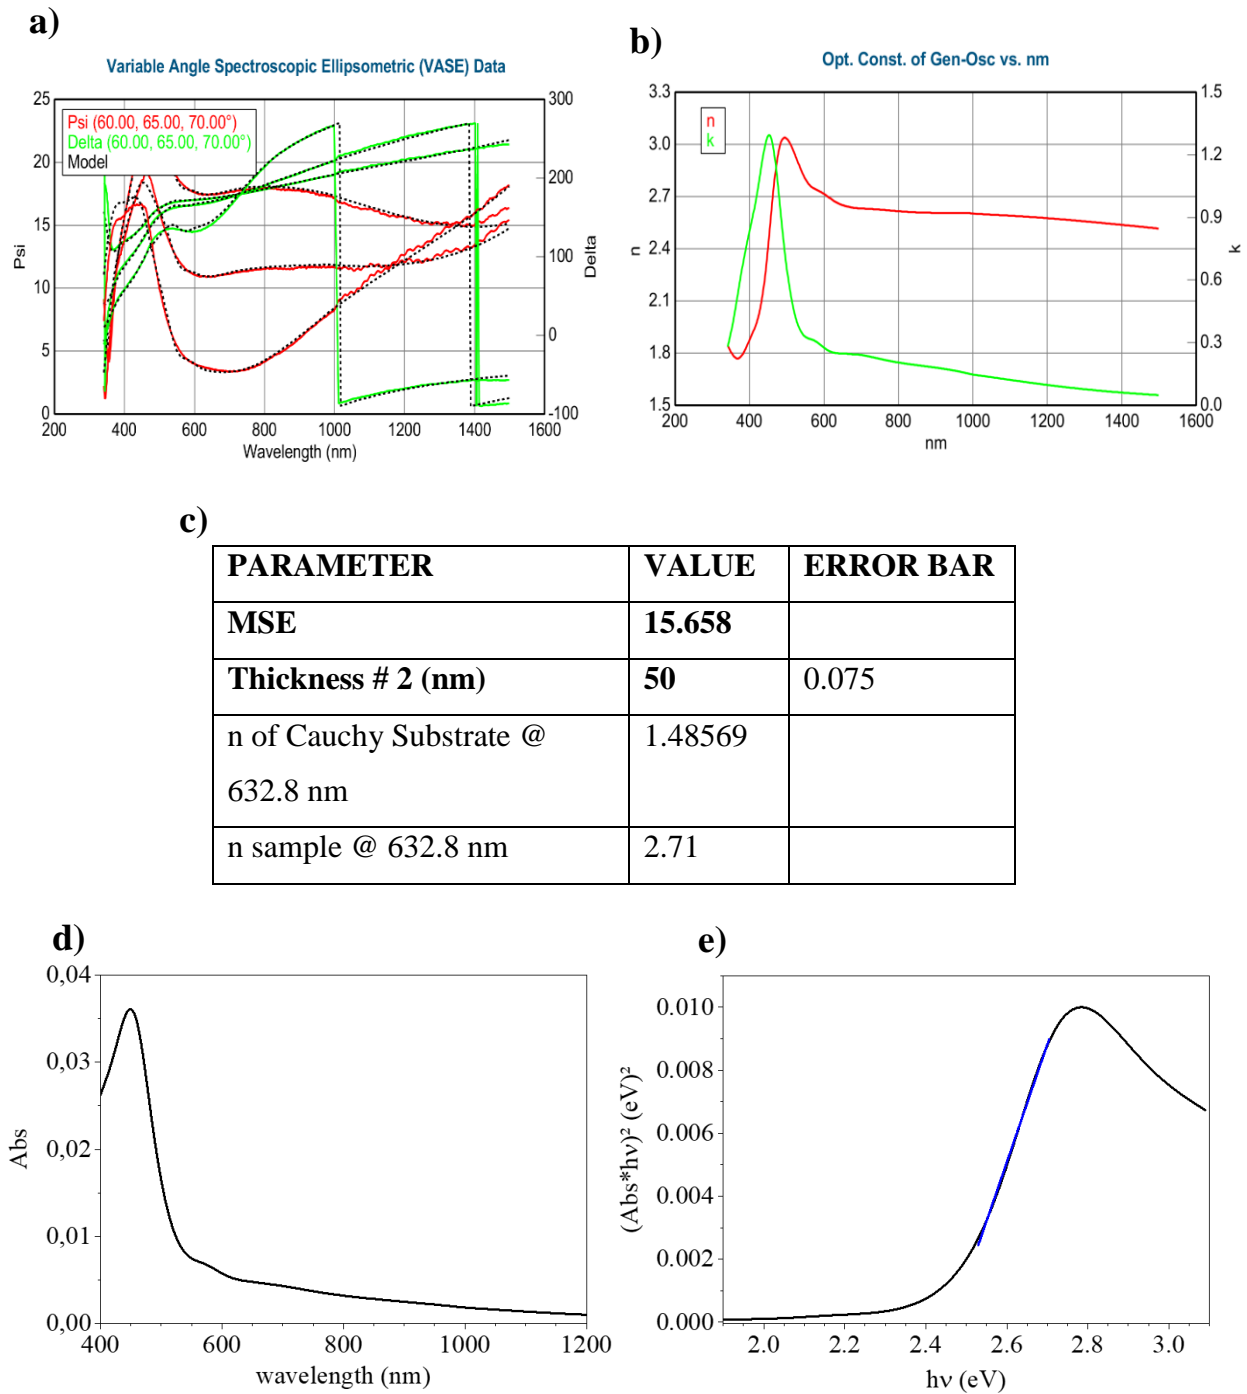 a)
Variable Angle Spectroscopic Ellipsometric (VASE) Data
25
20
15
10
5
0
Psi
300
200
100
0
-100
Delta
Psi (60.00, 65.00, 70.00°)
Delta (60.00, 65.00, 70.00°)
Model
200 400 600 800 1000 1200 1400 1600
Wavelength (nm)
b)
Opt. Const. of Gen-Osc vs. nm
3.3
3.0
2.7
2.4
2.1
1.8
1.5
n
1.5
1.2
0.9
0.6
0.3
0.0
k
n
k
200 400 600 800 1000 1200 1400 1600
nm
c)
PARAMETER VALUE ERROR BAR
MSE 15.658
Thickness # 2 (nm) 50 0.075
n of Cauchy Substrate @ 1.48569
632.8 nm
n sample @ 632.8 nm 2.71
d)
0,04
0,03
0,02
0,01
0,00
Abs
400 600 800 1000 1200
wavelength (nm)
e)
0.010
0.008
0.006
0.004
0.002
0.000
(Abs*hν)² (eV)²
2.0 2.2 2.4 2.6 2.8 3.0
hν (eV)